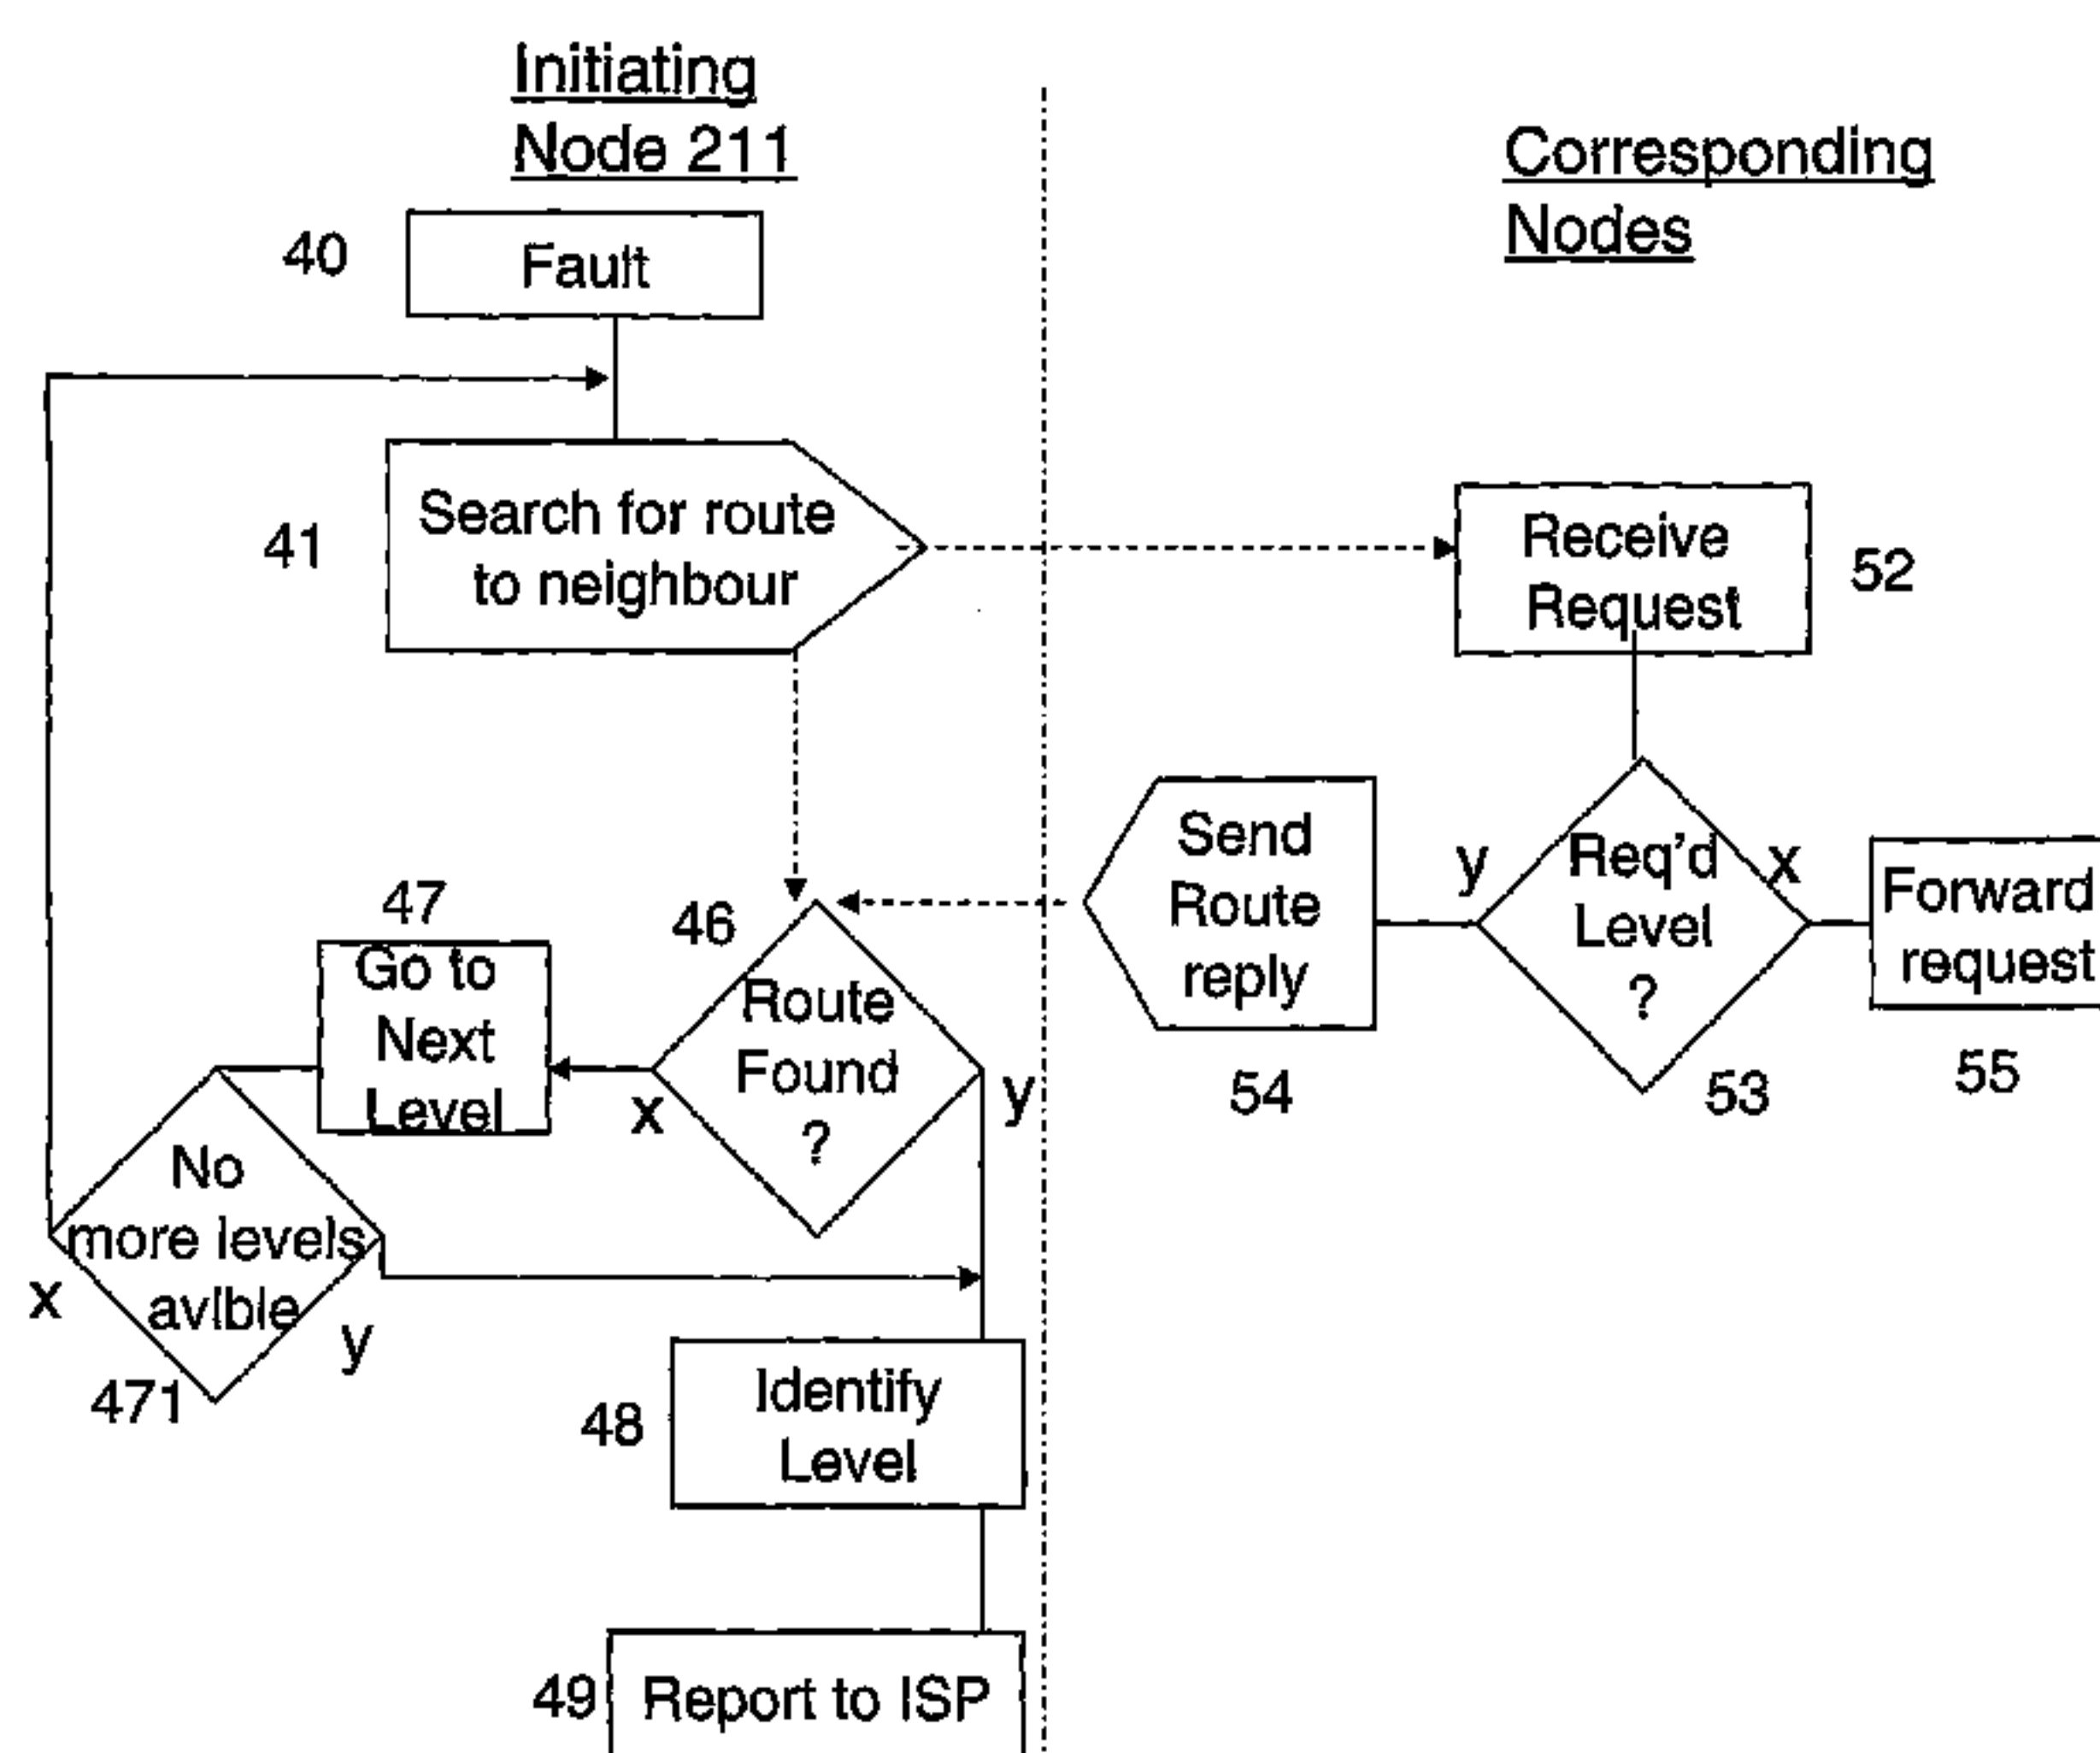 Initiating
Node 211
Corresponding
Nodes
40
Fault
41
Search for route
to neighbour
Receive
Request
52
Send
Route
reply
54
y
Req'd
Level
?
x
53
Forward
request
55
47
Go to
Next
Level
46
Route
Found
?
x
y
No
more levels
avlble
x
y
471
48
Identify
Level
49
Report to ISP